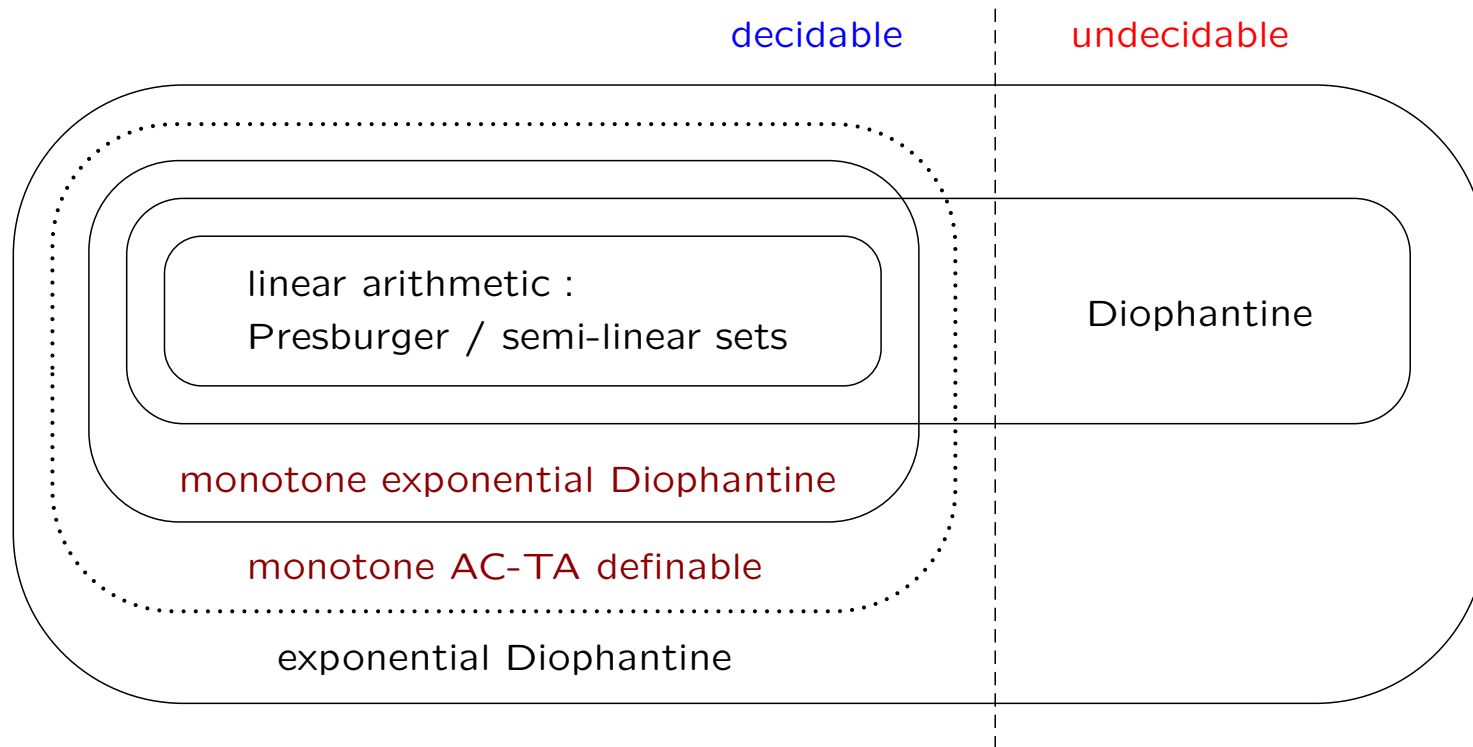 decidable
undecidable
linear arithmetic :
Presburger / semi-linear sets
Diophantine
monotone exponential Diophantine
monotone AC-TA definable
exponential Diophantine